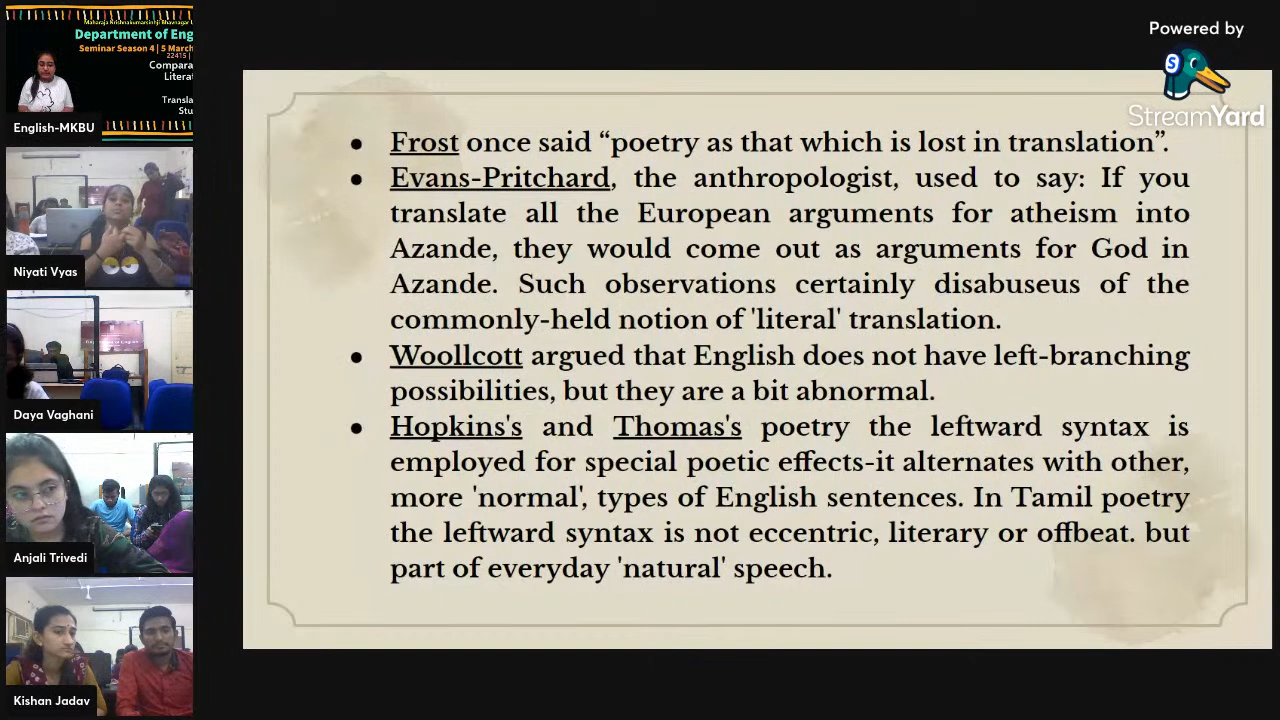 Maharaja Krishnakumarsinhji Bhavnagar
Department of Eng
Seminar Season 4 | 5 March
22415 |
Compara
Literat
Transla
Stu
English-MKBU
Niyati Vyas
Daya Vaghani
Anjali Trivedi
Kishan Jadav
Powered by
S
StreamYard
● Frost once said “poetry as that which is lost in translation”.
● Evans-Pritchard, the anthropologist, used to say: If you
translate all the European arguments for atheism into
Azande, they would come out as arguments for God in
Azande. Such observations certainly disabuseus of the
commonly-held notion of 'literal' translation.
● Woollcott argued that English does not have left-branching
possibilities, but they are a bit abnormal.
● Hopkins's and Thomas's poetry the leftward syntax is
employed for special poetic effects-it alternates with other,
more 'normal', types of English sentences. In Tamil poetry
the leftward syntax is not eccentric, literary or offbeat. but
part of everyday 'natural' speech.